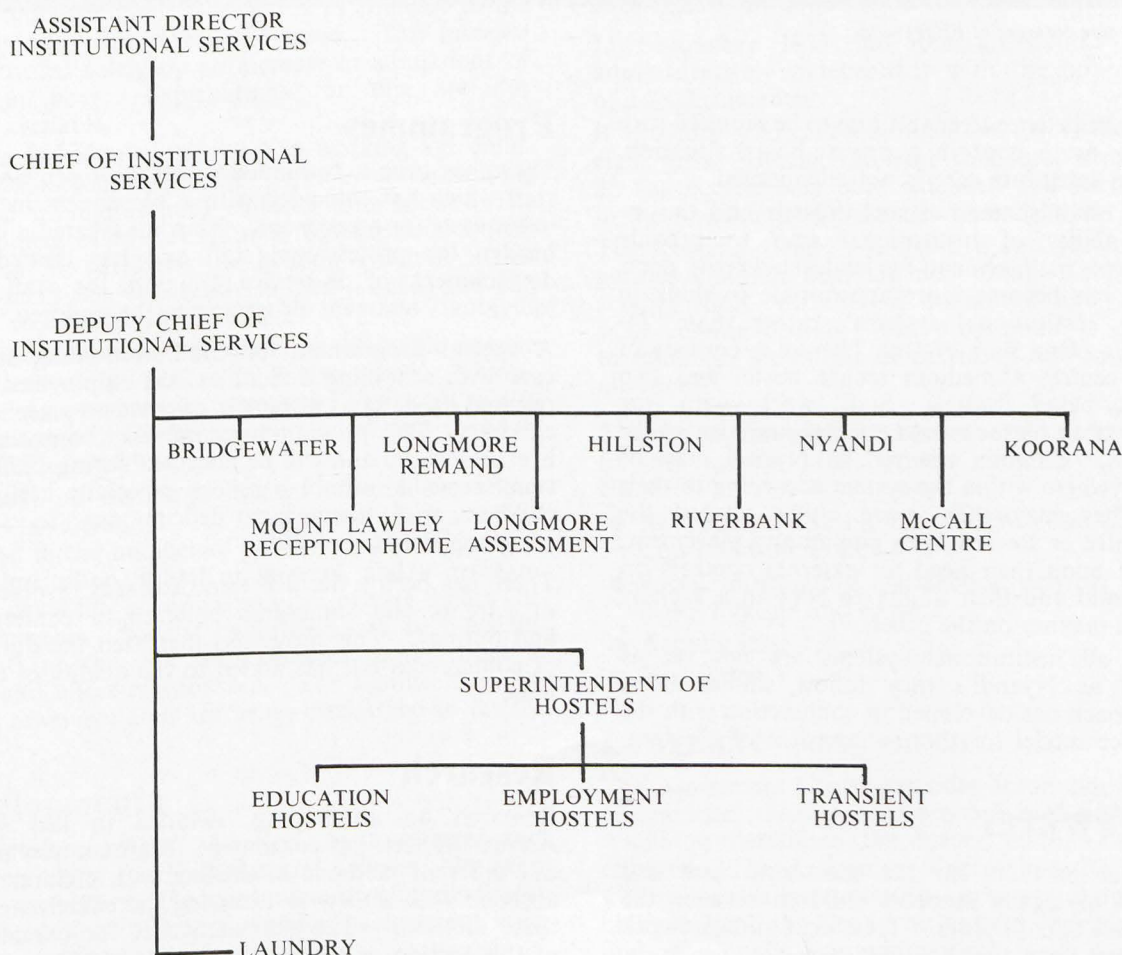 ASSISTANT DIRECTOR
INSTITUTIONAL SERVICES
CHIEF OF INSTITUTIONAL
SERVICES
DEPUTY CHIEF OF
INSTITUTIONAL SERVICES
BRIDGEWATER
LONGMORE
REMAND
HILLSTON
NYANDI
KOORANA
MOUNT LAWLEY
RECEPTION HOME
LONGMORE
ASSESSMENT
RIVERBANK
McCALL
CENTRE
SUPERINTENDENT OF
HOSTELS
EDUCATION
HOSTELS
EMPLOYMENT
HOSTELS
TRANSIENT
HOSTELS
LAUNDRY